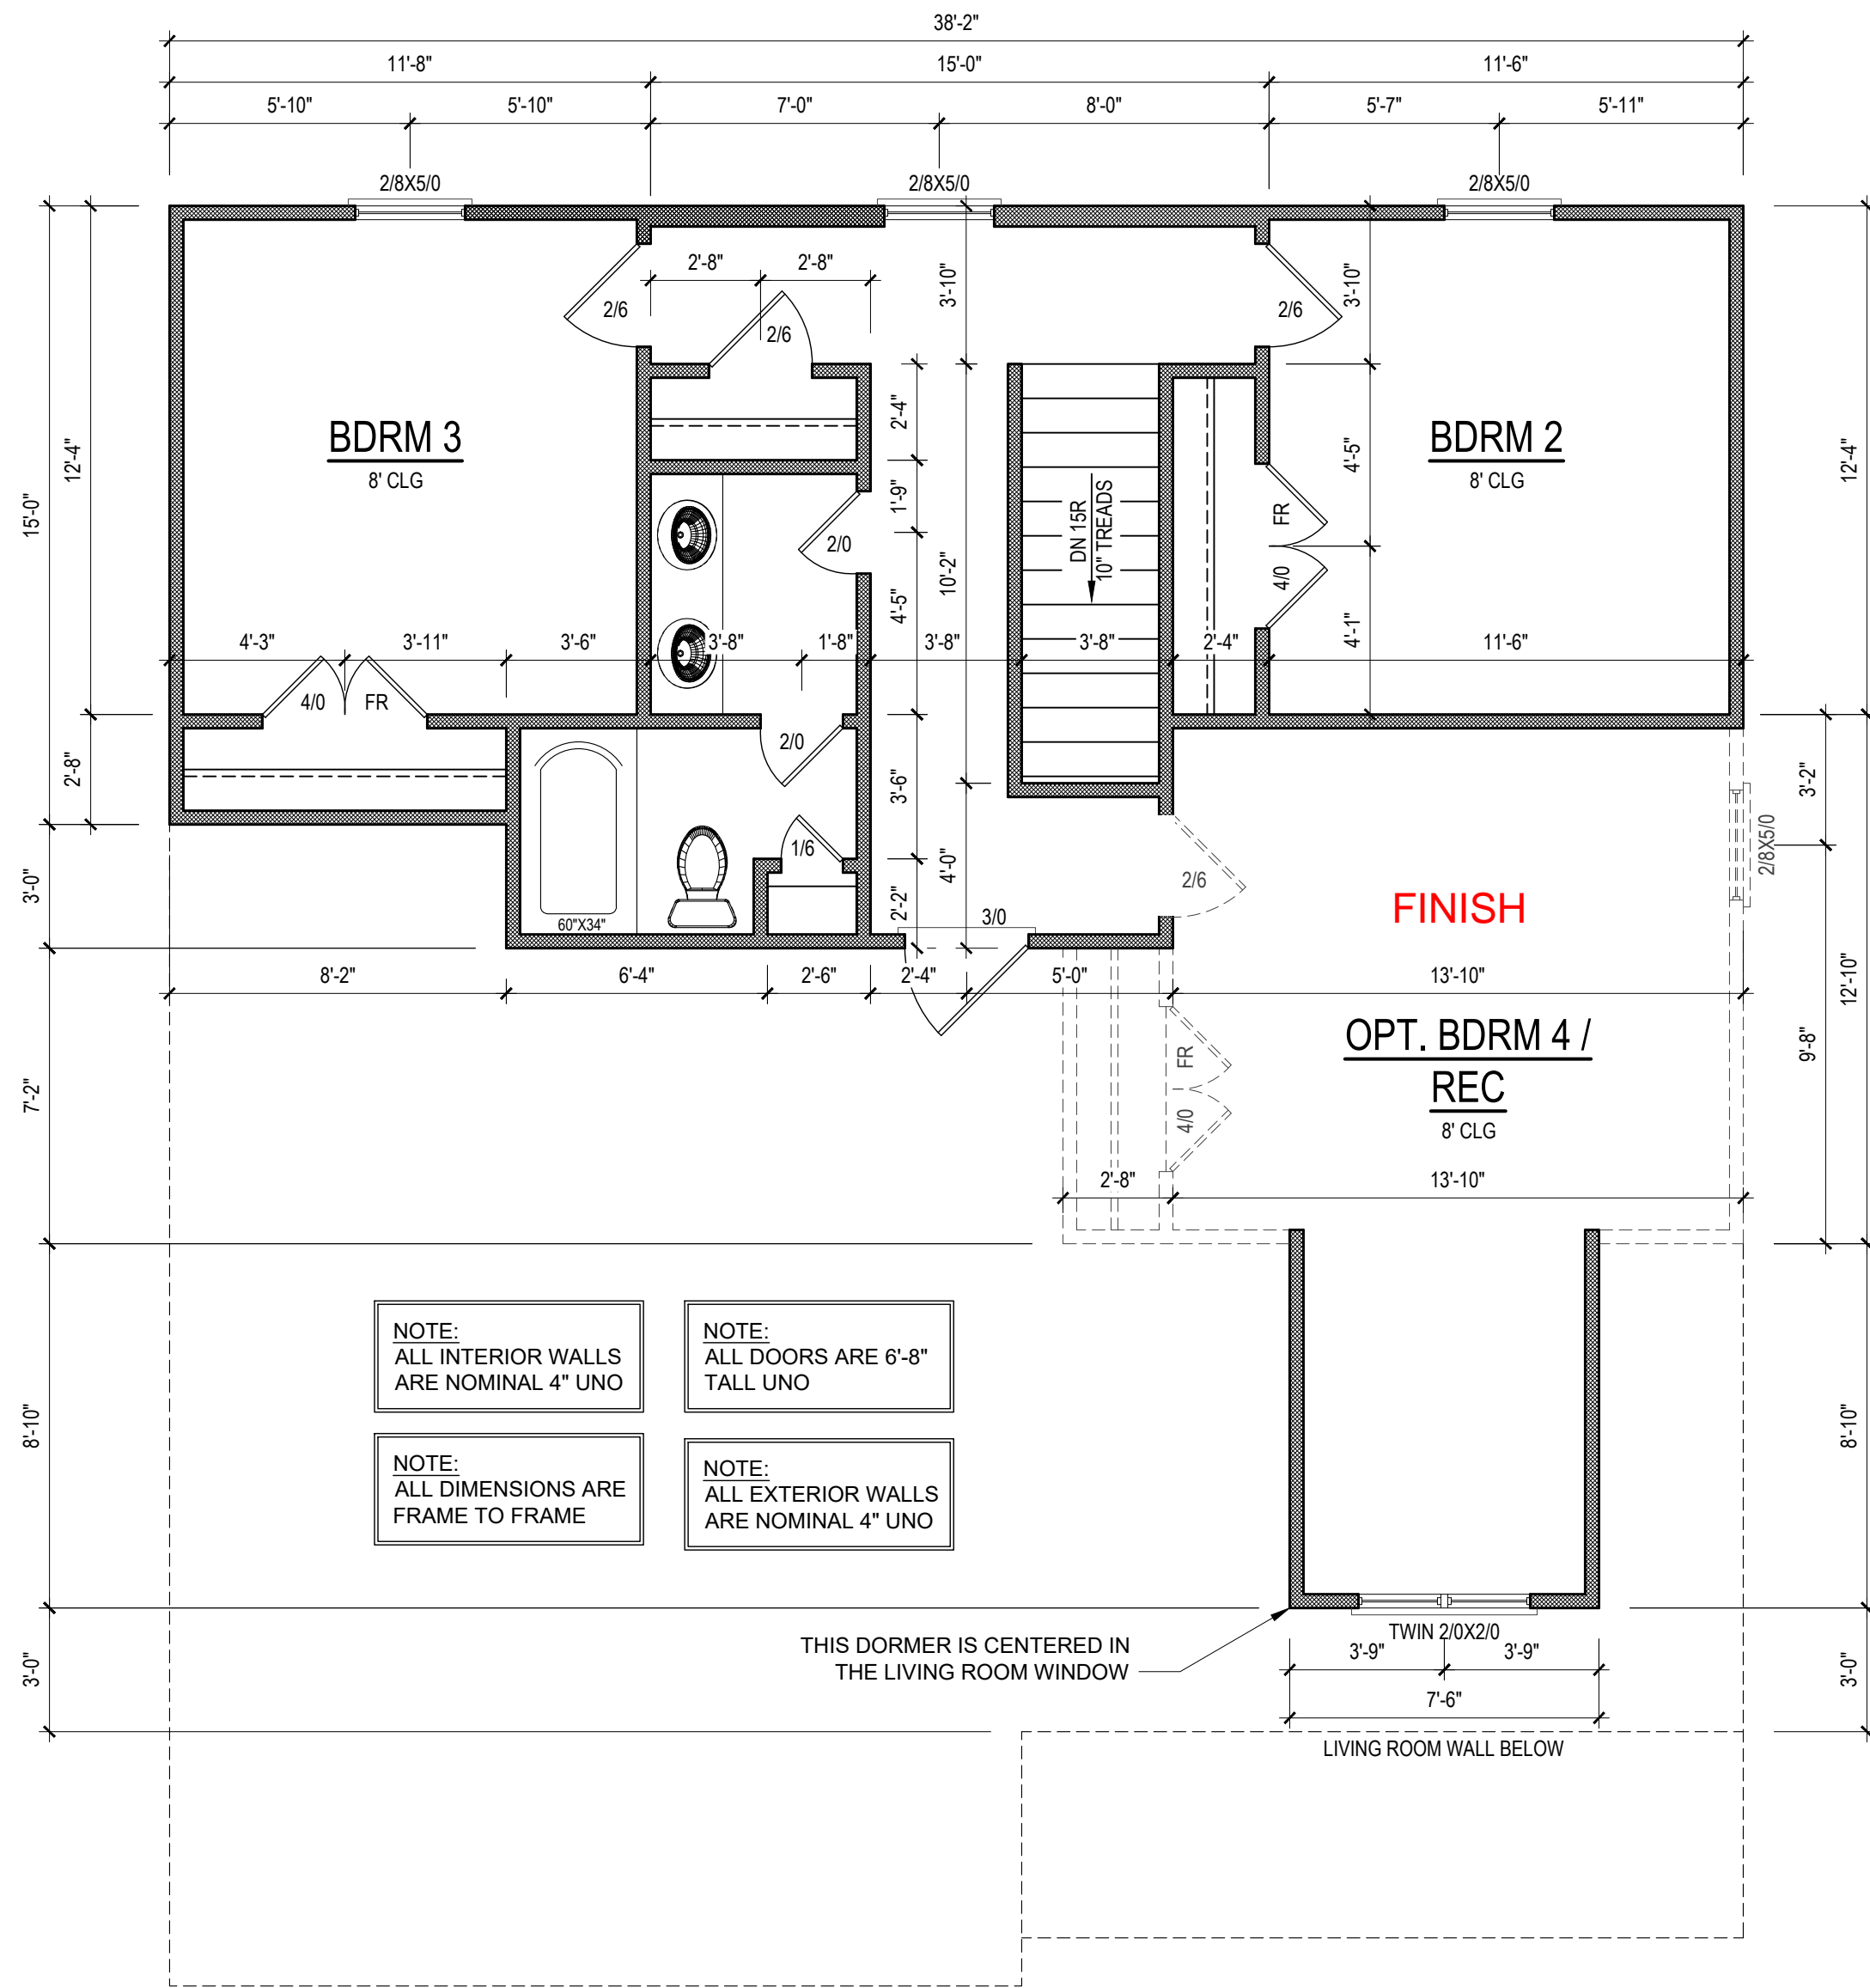 38'-2"
11'-8" 15'-0" 11'-6"
5'-10" 5'-10" 7'-0" 8'-0" 5'-7" 5'-11"
2/8X5/0 2/8X5/0 2/8X5/0
2'-8" 2'-8"
3'-10" 3'-10"
2/6 2/6 2/6
2'-4"
BDRM 3
8' CLG
BDRM 2
8' CLG
12'-4"
15'-0"
4'-5"
12'-4"
1'-9"
DN 15R
10" TREADS
FR
4/0
2/0
10'-2"
4'-5"
4'-1"
4'-3" 3'-11" 3'-6" 3'-8" 1'-8" 3'-8" 3'-8" 2'-4" 11'-6"
4/0 FR
2/0
2'-8"
3'-6"
3'-2"
2/8X5/0
1/6
4'-0"
2/6
3'-0"
2'-2"
FINISH
60"X34"
3/0
8'-2" 6'-4" 2'-6" 2'-4" 5'-0" 13'-10"
12'-10"
OPT. BDRM 4 /
REC
8' CLG
FR
4/0
9'-8"
7'-2"
2'-8" 13'-10"
NOTE:
ALL INTERIOR WALLS
ARE NOMINAL 4" UNO
NOTE:
ALL DOORS ARE 6'-8"
TALL UNO
8'-10"
8'-10"
NOTE:
ALL DIMENSIONS ARE
FRAME TO FRAME
NOTE:
ALL EXTERIOR WALLS
ARE NOMINAL 4" UNO
TWIN 2/0X2/0
THIS DORMER IS CENTERED IN
THE LIVING ROOM WINDOW
3'-9" 3'-9"
3'-0"
3'-0"
7'-6"
LIVING ROOM WALL BELOW